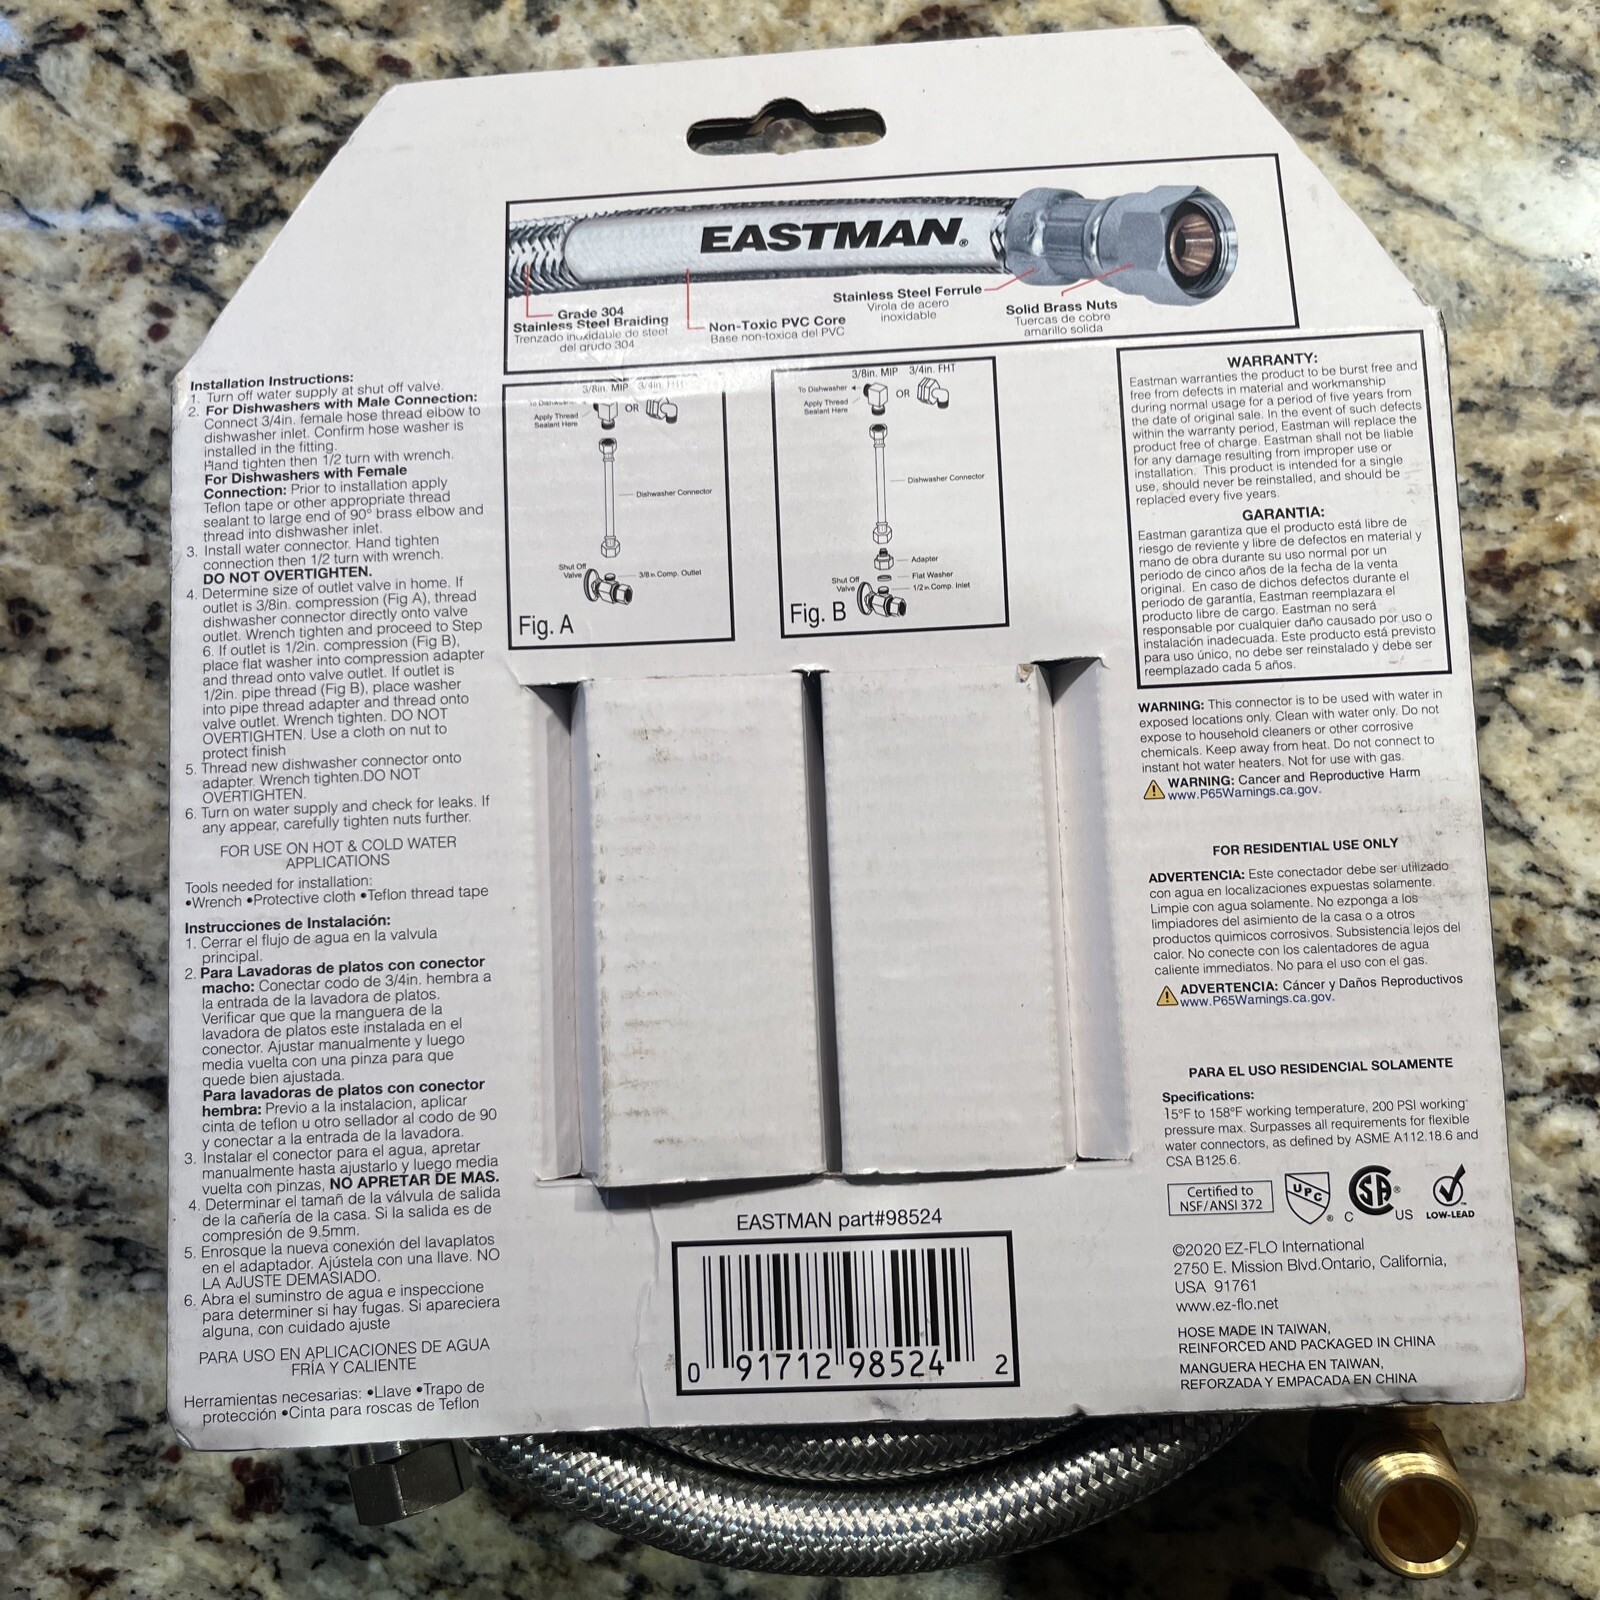 EASTMAN®
Grade 304
Stainless Steel Braiding
Trenzado inoxidable de steel
del grudo 304
Non-Toxic PVC Core
Base non-toxica del PVC
Stainless Steel Ferrule
Virola de acero
inoxidable
Solid Brass Nuts
Tuercas de cobre
amarillo solida
Installation Instructions:
1. Turn off water supply at shut off valve.
2. For Dishwashers with Male Connection:
Connect 3/4in. female hose thread elbow to
dishwasher inlet. Confirm hose washer is
installed in the fitting.
Hand tighten then 1/2 turn with wrench.
For Dishwashers with Female
Connection: Prior to installation apply
Teflon tape or other appropriate thread
sealant to large end of 90° brass elbow and
thread into dishwasher inlet.
3. Install water connector. Hand tighten
connection then 1/2 turn with wrench.
DO NOT OVERTIGHTEN.
4. Determine size of outlet valve in home. If
outlet is 3/8in. compression (Fig A), thread
dishwasher connector directly onto valve
outlet. Wrench tighten and proceed to Step
6. If outlet is 1/2in. compression (Fig B),
place flat washer into compression adapter
and thread onto valve outlet. If outlet is
1/2in. pipe thread (Fig B), place washer
into pipe thread adapter and thread onto
valve outlet. Wrench tighten. DO NOT
OVERTIGHTEN. Use a cloth on nut to
protect finish
5. Thread new dishwasher connector onto
adapter. Wrench tighten.DO NOT
OVERTIGHTEN.
6. Turn on water supply and check for leaks. If
any appear, carefully tighten nuts further.
FOR USE ON HOT & COLD WATER
APPLICATIONS
Tools needed for installation:
•Wrench •Protective cloth •Teflon thread tape
Instrucciones de Instalación:
1. Cerrar el flujo de agua en la valvula
principal.
2. Para Lavadoras de platos con conector
macho: Conectar codo de 3/4in. hembra a
la entrada de la lavadora de platos.
Verificar que que la manguera de la
lavadora de platos este instalada en el
conector. Ajustar manualmente y luego
media vuelta con una pinza para que
quede bien ajustada.
Para lavadoras de platos con conector
hembra: Previo a la instalacion, aplicar
cinta de teflon u otro sellador al codo de 90
y conectar a la entrada de la lavadora.
3. Instalar el conector para el agua, apretar
manualmente hasta ajustarlo y luego media
vuelta con pinzas, NO APRETAR DE MAS.
4. Determinar el tamañ de la válvula de salida
de la cañería de la casa. Si la salida es de
compresión de 9.5mm.
5. Enrosque la nueva conexión del lavaplatos
en el adaptador. Ajústela con una llave. NO
LA AJUSTE DEMASIADO.
6. Abra el suminstro de agua e inspeccione
para determiner si hay fugas. Si apareciera
alguna, con cuidado ajuste
PARA USO EN APLICACIONES DE AGUA
FRÍA Y CALIENTE
Herramientas necesarias: •Llave •Trapo de
protección •Cinta para roscas de Teflon
3/8in. MIP 3/4in. FHT
To Dishwasher
OR
Apply Thread
Sealant Here
Dishwasher Connector
Shut Off
Valve
3/8in Comp. Outlet
Fig. A
3/8in. MIP 3/4in. FHT
To Dishwasher
OR
Apply Thread
Sealant Here
Dishwasher Connector
Adapter
Flat Washer
Shut Off
Valve
1/2in Comp. Inlet
Fig. B
WARRANTY:
Eastman warranties the product to be burst free and
free from defects in material and workmanship
during normal usage for a period of five years from
the date of original sale. In the event of such defects
within the warranty period, Eastman will replace the
product free of charge. Eastman shall not be liable
for any damage resulting from improper use or
installation. This product is intended for a single
use, should never be reinstalled, and should be
replaced every five years.
GARANTIA:
Eastman garantiza que el producto está libre de
riesgo de reviente y libre de defectos en material y
mano de obra durante su uso normal por un
periodo de cinco años de la fecha de la venta
original. En caso de dichos defectos durante el
periodo de garantía, Eastman reemplazara el
producto libre de cargo. Eastman no será
responsable por cualquier daño causado por uso o
instalación inadecuada. Este producto está previsto
para uso único, no debe ser reinstalado y debe ser
reemplazado cada 5 años.
WARNING: This connector is to be used with water in
exposed locations only. Clean with water only. Do not
expose to household cleaners or other corrosive
chemicals. Keep away from heat. Do not connect to
instant hot water heaters. Not for use with gas.
WARNING: Cancer and Reproductive Harm
www.P65Warnings.ca.gov.
FOR RESIDENTIAL USE ONLY
ADVERTENCIA: Este conectador debe ser utilizado
con agua en localizaciones expuestas solamente.
Limpie con agua solamente. No ezponga a los
limpiadores del asimiento de la casa o a otros
productos quimicos corrosivos. Subsistencia lejos del
calor. No conecte con los calentadores de agua
caliente immediatos. No para el uso con el gas.
ADVERTENCIA: Cáncer y Daños Reproductivos
www.P65Warnings.ca.gov.
PARA EL USO RESIDENCIAL SOLAMENTE
Specifications:
15°F to 158°F working temperature, 200 PSI working
pressure max. Surpasses all requirements for flexible
water connectors, as defined by ASME A112.18.6 and
CSA B125.6.
Certified to
NSF/ANSI 372
UPC ®
C SA ® US
LOW-LEAD
©2020 EZ-FLO International
2750 E. Mission Blvd.Ontario, California,
USA 91761
www.ez-flo.net
HOSE MADE IN TAIWAN,
REINFORCED AND PACKAGED IN CHINA
MANGUERA HECHA EN TAIWAN,
REFORZADA Y EMPACADA EN CHINA
EASTMAN part#98524
0 91712 98524 2